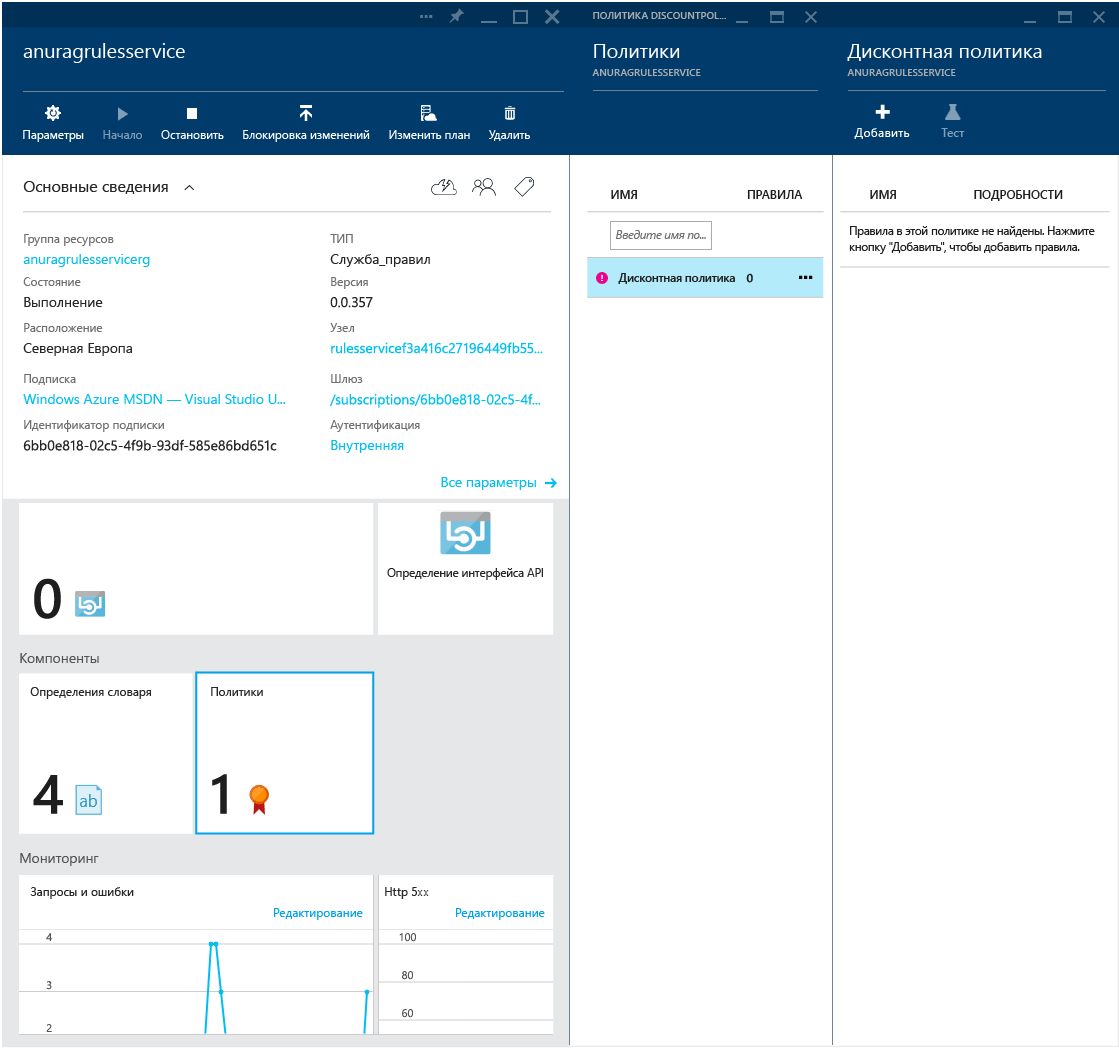 anuragrulesservice
Параметры
Начало
Остановить
Блокировка изменений
Изменить план
Удалить
Основные сведения
Группа ресурсов
anuragrulesservicerg
ТИП
Служба_правил
Состояние
Выполнение
Версия
0.0.357
Расположение
Северная Европа
Узел
rulesservicef3a416c27196449fb55...
Подписка
Windows Azure MSDN — Visual Studio U...
Шлюз
/subscriptions/6bb0e818-02c5-4f...
Идентификатор подписки
6bb0e818-02c5-4f9b-93df-585e86bd651c
Аутентификация
Внутренняя
Все параметры
0
Определение интерфейса API
Компоненты
Определения словаря
4
ab
Политики
1
Мониторинг
Запросы и ошибки
Редактирование
4
3
2
Http 5xx
Редактирование
100
80
60
ПОЛИТИКА DISCOUNTPOL...
Политики
ANURAGRULESSERVICE
ИМЯ
ПРАВИЛА
Введите имя по...
Дисконтная политика 0
Дисконтная политика
ANURAGRULESSERVICE
Добавить
Тест
ИМЯ
ПОДРОБНОСТИ
Правила в этой политике не найдены. Нажмите
кнопку "Добавить", чтобы добавить правила.